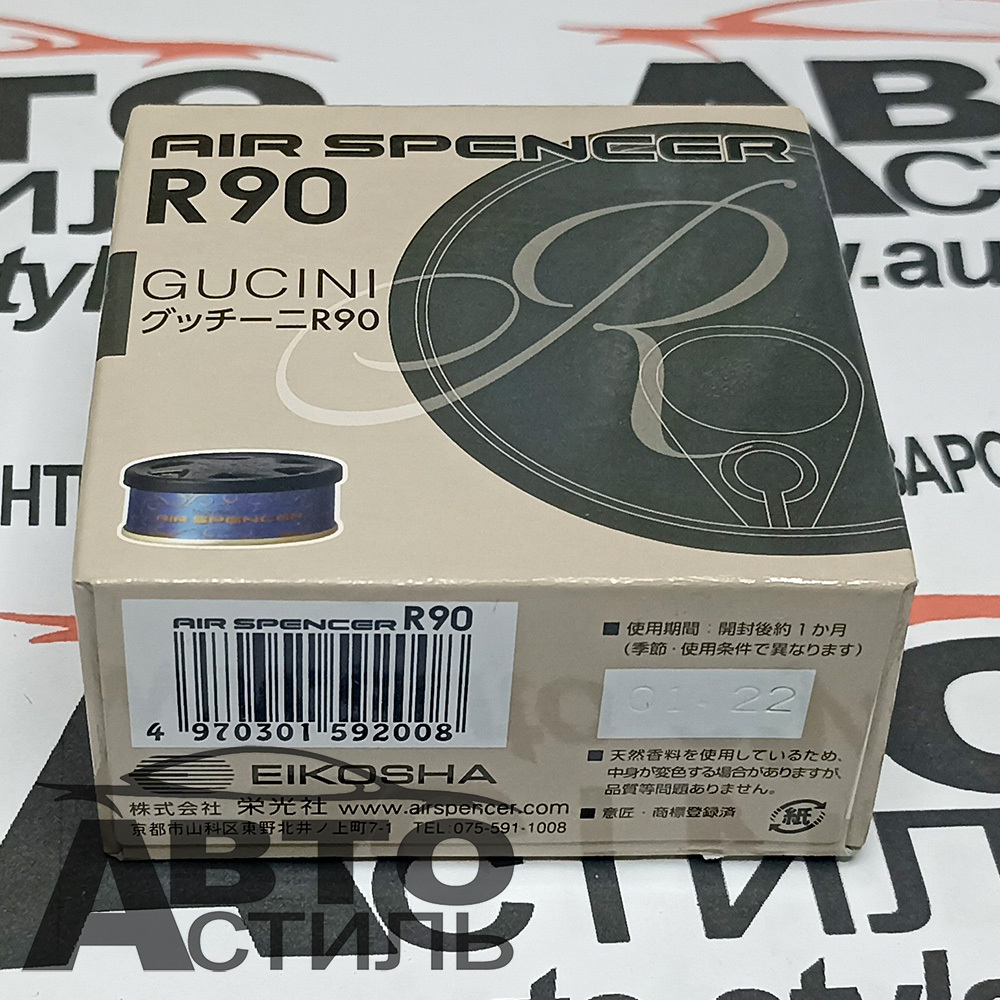 АВТО
СТИЛЬ
AIR SPENCER
R90
GUCINI
グッチーニR90
AIR SPENCER
AIR SPENCER R90
4 970301 592008
EIKOSHA
株式会社 栄光社 www.airspencer.com
京都市山科区東野北井ノ上町7-1 TEL:075-591-1008
■使用期間:開封後約1か月
(季節・使用条件で異なります)
01.22
■天然香料を使用しているため、
中身が変色する場合がありますが、
品質等問題ありません。
■意匠・商標登録済
紙